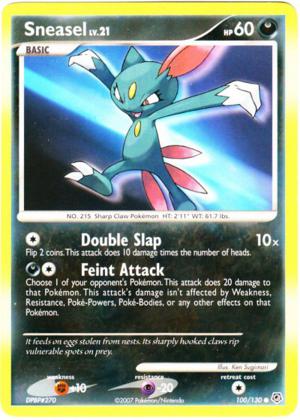 Sneasel LV.21 HP 60
BASIC
NO. 215 Sharp Claw Pokémon HT: 2'11" WT: 61.7 lbs.
Double Slap 10×
Flip 2 coins. This attack does 10 damage times the number of heads.
Feint Attack
Choose 1 of your opponent's Pokémon. This attack does 20 damage to
that Pokémon. This attack's damage isn't affected by Weakness,
Resistance, Poké-Powers, Poké-Bodies, or any other effects on that
Pokémon.
It feeds on eggs stolen from nests. Its sharply hooked claws rip
vulnerable spots on prey.
Illus. Ken Sugimori
weakness resistance retreat cost
+10 -20
DPBP#270 ©2007 Pokémon/Nintendo 100/130